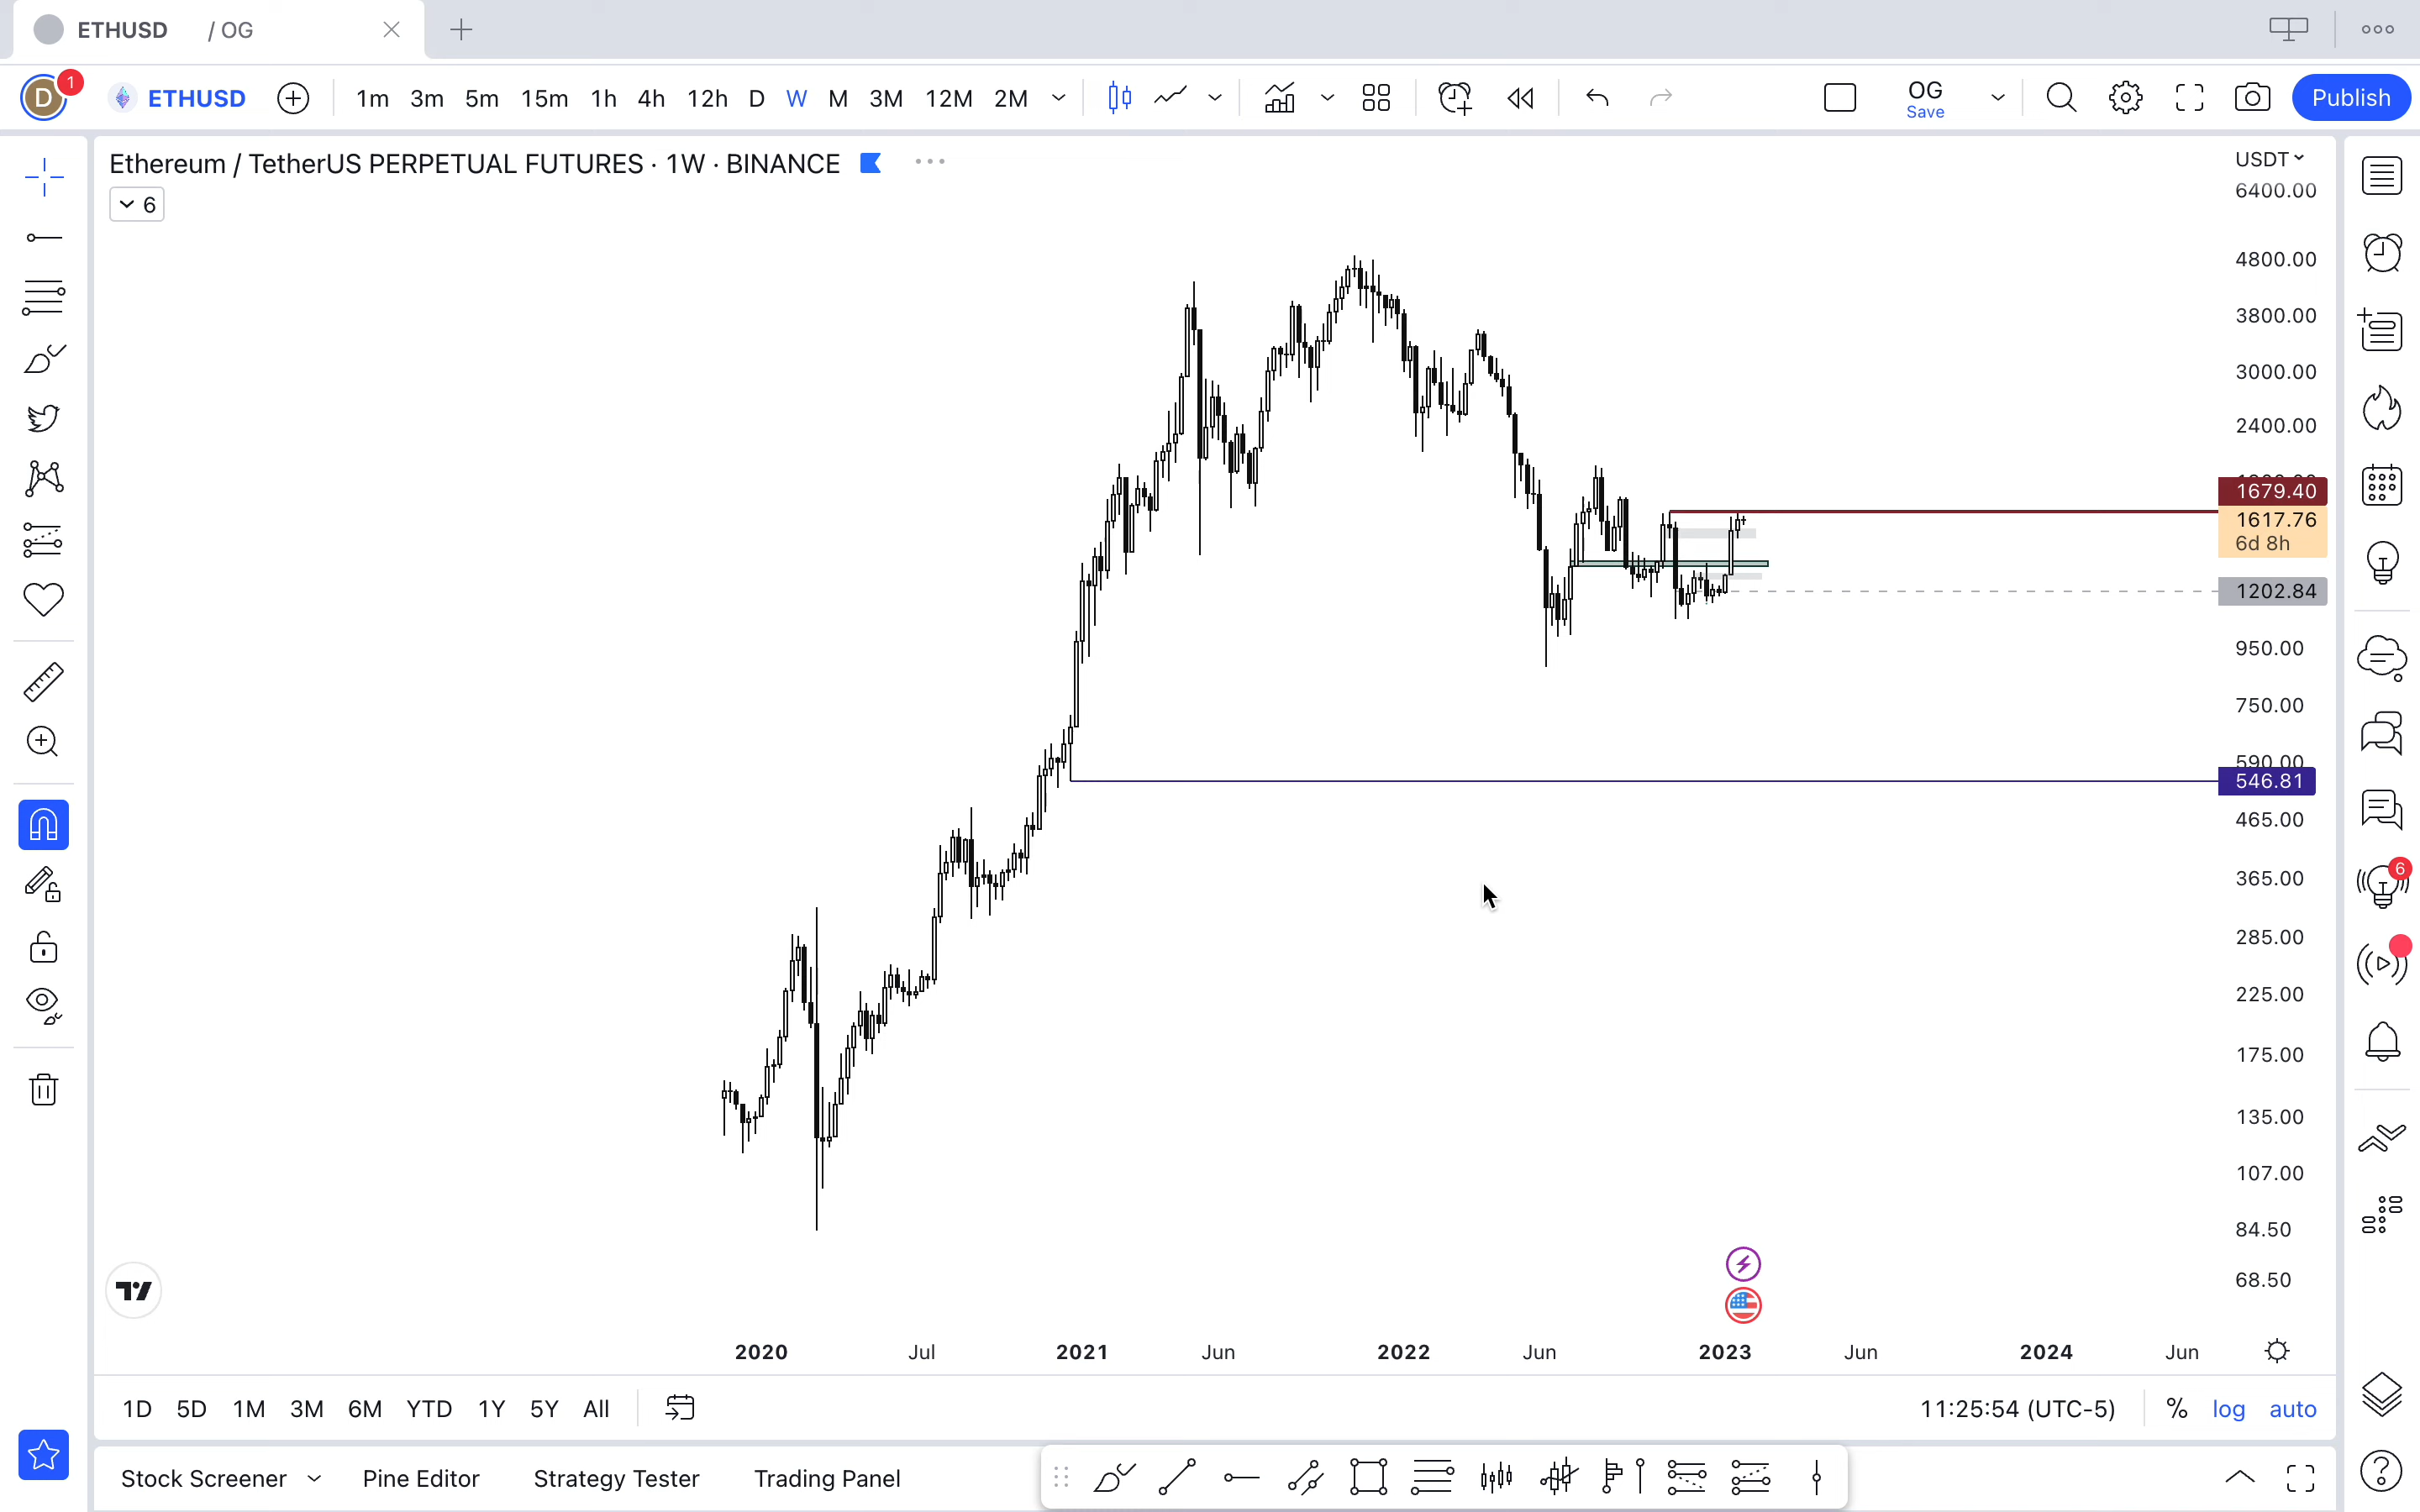 ETHUSD / OG
D 1 ETHUSD 1m 3m 5m 15m 1h 4h 12h D W M 3M 12M 2M OG Save Publish
Ethereum / TetherUS PERPETUAL FUTURES · 1W · BINANCE
6
USDT
6400.00
4800.00
3800.00
3000.00
2400.00
1679.40
1617.76
6d 8h
1202.84
950.00
750.00
590.00
546.81
465.00
365.00
6
285.00
225.00
175.00
135.00
107.00
84.50
68.50
2020 Jul 2021 Jun 2022 Jun 2023 Jun 2024 Jun
1D 5D 1M 3M 6M YTD 1Y 5Y All 11:25:54 (UTC-5) % log auto
Stock Screener Pine Editor Strategy Tester Trading Panel